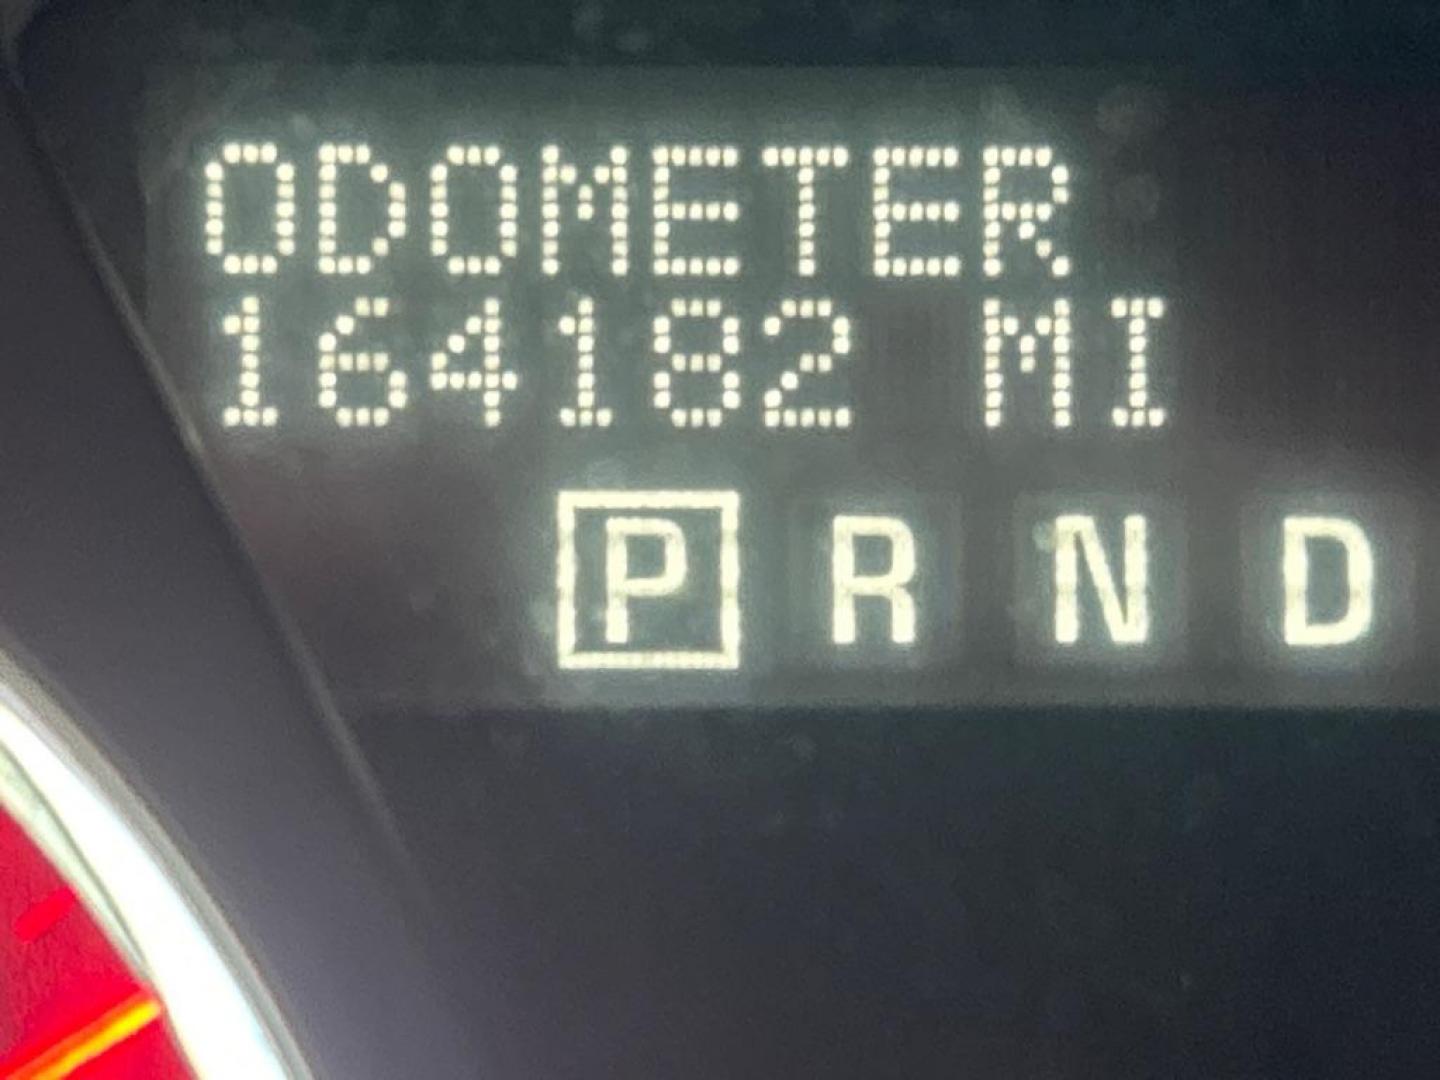 ODOMETER
164182 MI
P R N D